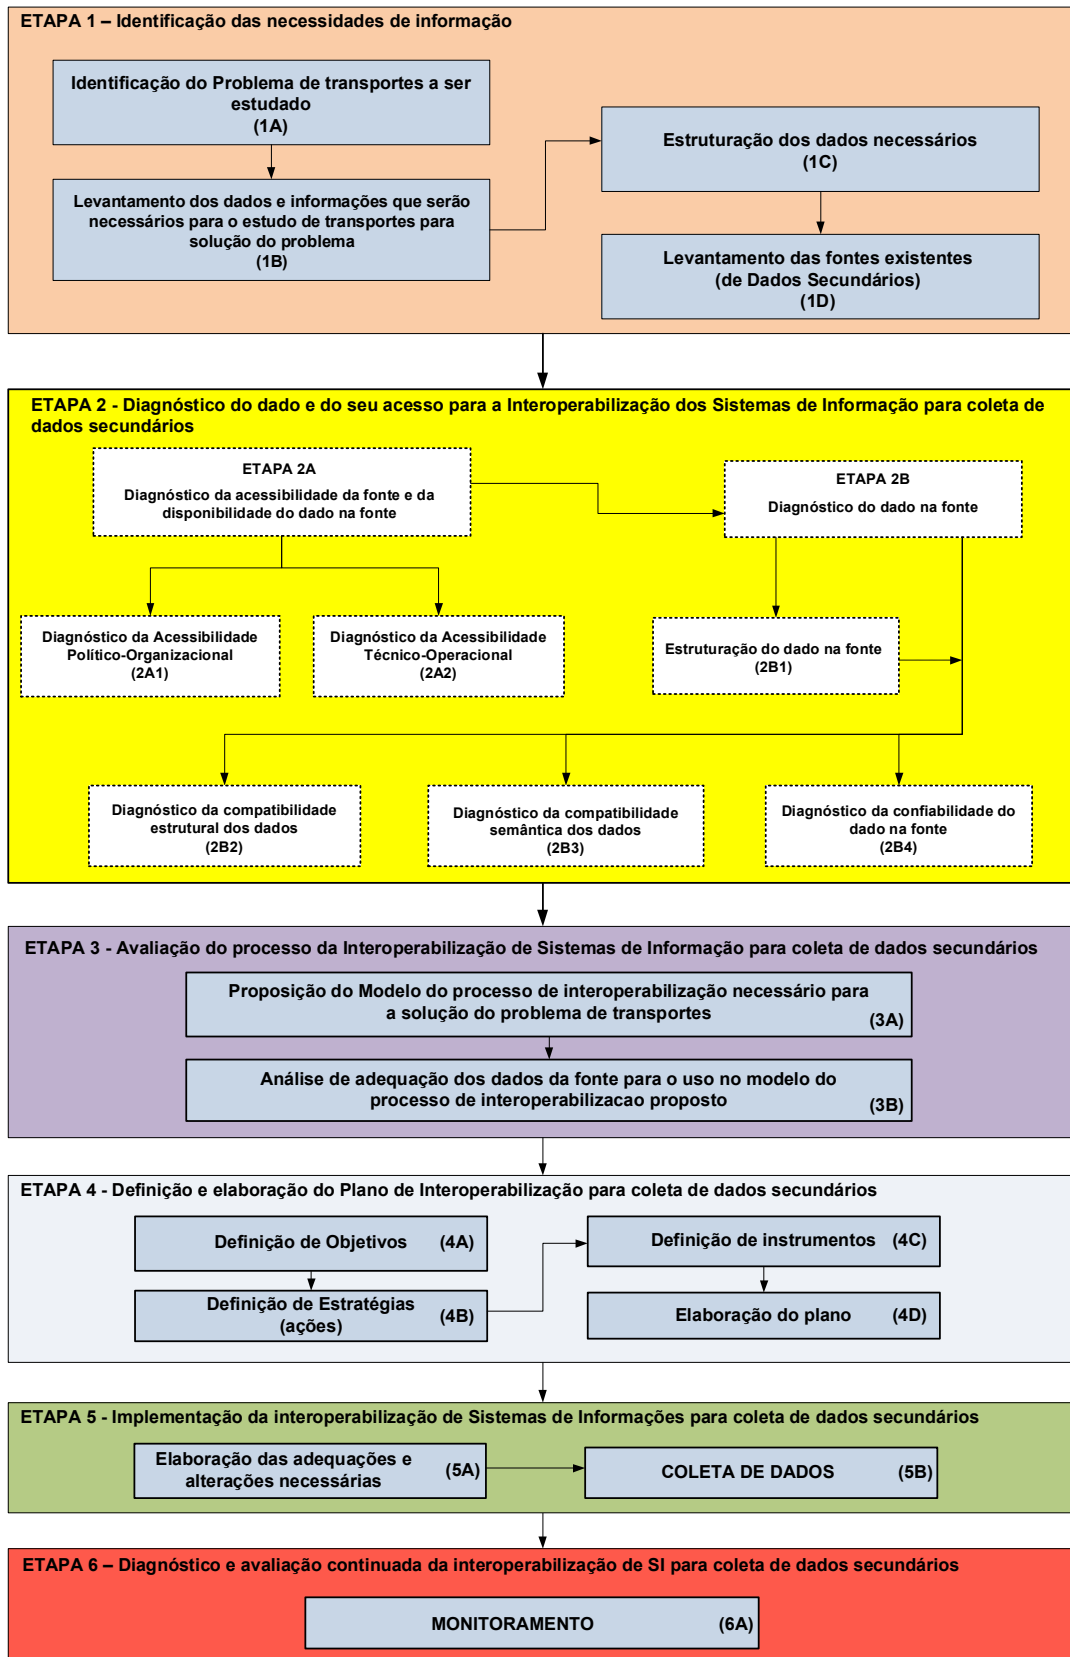 ETAPA 1 – Identificação das necessidades de informação
Identificação do Problema de transportes a ser
estudado
(1A)
Levantamento dos dados e informações que serão
necessários para o estudo de transportes para
solução do problema
(1B)
Estruturação dos dados necessários
(1C)
Levantamento das fontes existentes
(de Dados Secundários)
(1D)
ETAPA 2 - Diagnóstico do dado e do seu acesso para a Interoperabilização dos Sistemas de Informação para coleta de
dados secundários
ETAPA 2A
Diagnóstico da acessibilidade da fonte e da
disponibilidade do dado na fonte
ETAPA 2B
Diagnóstico do dado na fonte
Diagnóstico da Acessibilidade
Político-Organizacional
(2A1)
Diagnóstico da Acessibilidade
Técnico-Operacional
(2A2)
Estruturação do dado na fonte
(2B1)
Diagnóstico da compatibilidade
estrutural dos dados
(2B2)
Diagnóstico da compatibilidade
semântica dos dados
(2B3)
Diagnóstico da confiabilidade do
dado na fonte
(2B4)
ETAPA 3 - Avaliação do processo da Interoperabilização de Sistemas de Informação para coleta de dados secundários
Proposição do Modelo do processo de interoperabilização necessário para
a solução do problema de transportes
(3A)
Análise de adequação dos dados da fonte para o uso no modelo do
processo de interoperabilizacao proposto
(3B)
ETAPA 4 - Definição e elaboração do Plano de Interoperabilização para coleta de dados secundários
Definição de Objetivos (4A)
Definição de Estratégias
(ações)
(4B)
Definição de instrumentos (4C)
Elaboração do plano (4D)
ETAPA 5 - Implementação da interoperabilização de Sistemas de Informações para coleta de dados secundários
Elaboração das adequações e
alterações necessárias
(5A)
COLETA DE DADOS (5B)
ETAPA 6 – Diagnóstico e avaliação continuada da interoperabilização de SI para coleta de dados secundários
MONITORAMENTO (6A)